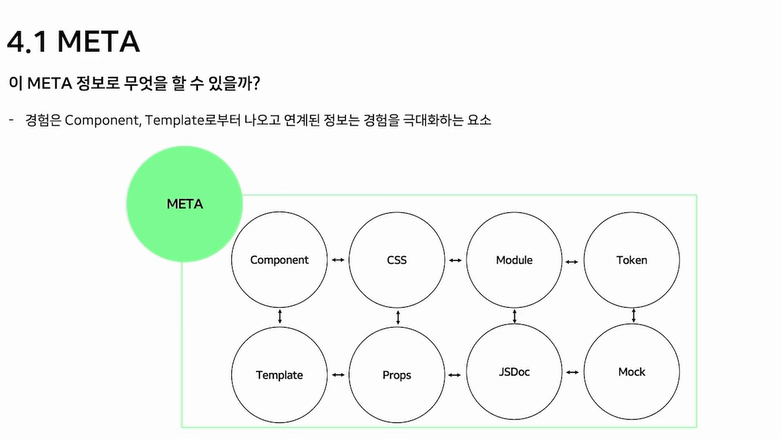 4.1 META
이 META 정보로 무엇을 할 수 있을까?
- 경험은 Component, Template로부터 나오고 연계된 정보는 경험을 극대화하는 요소
META
Component
CSS
Module
Token
Template
Props
JSDoc
Mock